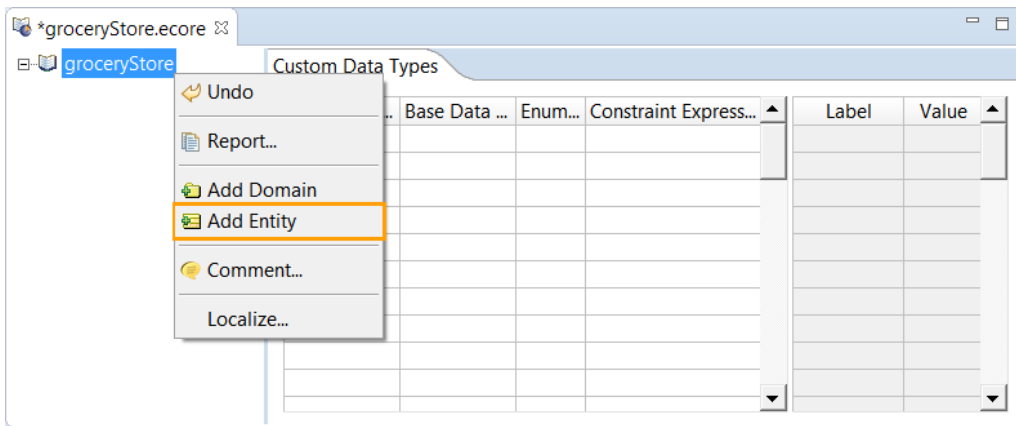 *groceryStore.ecore
groceryStore
Custom Data Types
.. Base Data ... Enum... Constraint Express... Label Value
Undo
Report...
Add Domain
Add Entity
Comment...
Localize...